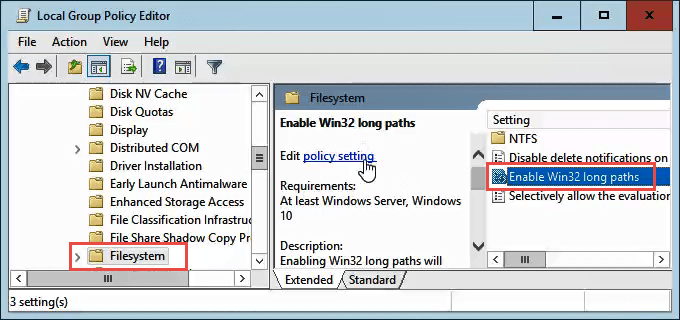 Local Group Policy Editor
File Action View Help
Disk NV Cache
Disk Quotas
Display
Distributed COM
Driver Installation
Early Launch Antimalware
Enhanced Storage Access
File Classification Infrastruc
File Share Shadow Copy Pr
Filesystem
Filesystem
Enable Win32 long paths
Edit policy setting
Requirements:
At least Windows Server, Windows
10
Description:
Enabling Win32 long paths will
Setting
NTFS
Disable delete notifications on
Enable Win32 long paths
Selectively allow the evaluation
Extended Standard
3 setting(s)